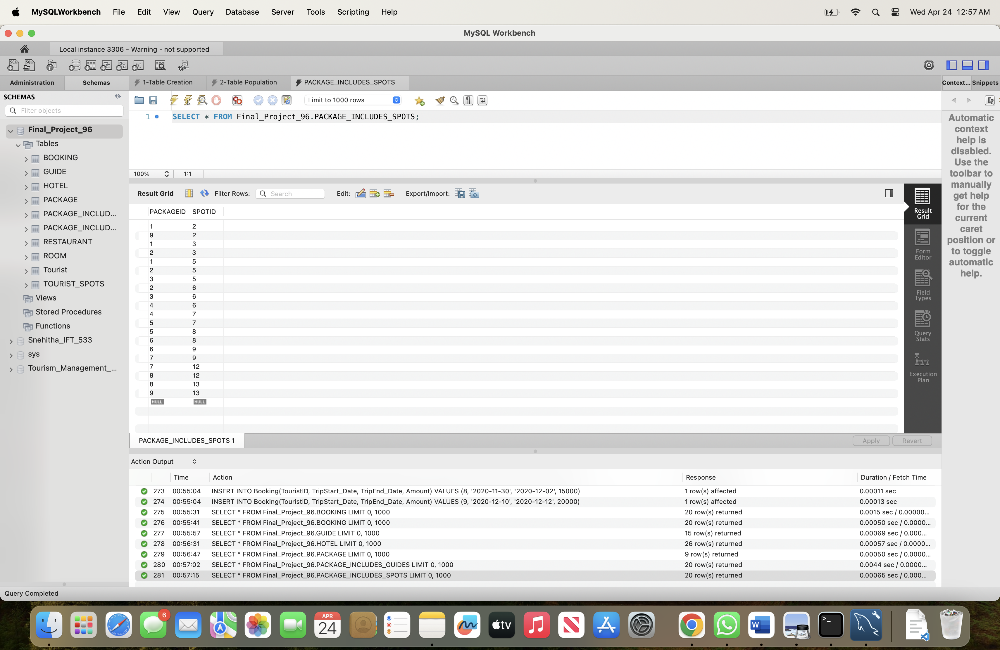 MySQLWorkbench File Edit View Query Database Server Tools Scripting Help Wed Apr 24 12:57 AM
MySQL Workbench
Local instance 3306 - Warning - not supported
Administration Schemas
1-Table Creation 2-Table Population PACKAGE_INCLUDES_SPOTS
Context... Snippets
SCHEMAS
Filter objects
Limit to 1000 rows
1 SELECT * FROM Final_Project_96.PACKAGE_INCLUDES_SPOTS;
Final_Project_96
Tables
BOOKING
GUIDE
HOTEL
PACKAGE
PACKAGE_INCLUD...
PACKAGE_INCLUD...
RESTAURANT
ROOM
Tourist
TOURIST_SPOTS
Views
Stored Procedures
Functions
Snehitha_IFT_533
sys
Tourism_Management_...
100% 1:1
Result Grid Filter Rows: Search Edit: Export/Import:
PACKAGEID SPOTID
1 2
9 2
1 3
2 3
1 5
2 5
3 5
2 6
3 6
4 6
4 7
5 7
5 8
6 8
6 9
7 9
7 12
8 12
8 13
9 13
NULL NULL
Result
Grid
Form
Editor
Field
Types
Query
Stats
Execution
Plan
Automatic
context
help is
disabled.
Use the
toolbar to
manually
get help
for the
current
caret
position or
to toggle
automatic
help.
PACKAGE_INCLUDES_SPOTS 1 Apply Revert
Action Output
Time Action Response Duration / Fetch Time
273 00:55:04 INSERT INTO Booking(TouristID, TripStart_Date, TripEnd_Date, Amount) VALUES (8, '2020-11-30', '2020-12-02', 15000) 1 row(s) affected 0.00011 sec
274 00:55:04 INSERT INTO Booking(TouristID, TripStart_Date, TripEnd_Date, Amount) VALUES (9, '2020-12-10', '2020-12-12', 20000) 1 row(s) affected 0.00013 sec
275 00:55:31 SELECT * FROM Final_Project_96.BOOKING LIMIT 0, 1000 20 row(s) returned 0.0015 sec / 0.00000...
276 00:55:41 SELECT * FROM Final_Project_96.BOOKING LIMIT 0, 1000 20 row(s) returned 0.00050 sec / 0.0000...
277 00:55:57 SELECT * FROM Final_Project_96.GUIDE LIMIT 0, 1000 15 row(s) returned 0.00069 sec / 0.000...
278 00:56:31 SELECT * FROM Final_Project_96.HOTEL LIMIT 0, 1000 26 row(s) returned 0.00057 sec / 0.0000...
279 00:56:47 SELECT * FROM Final_Project_96.PACKAGE LIMIT 0, 1000 9 row(s) returned 0.00050 sec / 0.0000...
280 00:57:02 SELECT * FROM Final_Project_96.PACKAGE_INCLUDES_GUIDES LIMIT 0, 1000 20 row(s) returned 0.0044 sec / 0.0000...
281 00:57:15 SELECT * FROM Final_Project_96.PACKAGE_INCLUDES_SPOTS LIMIT 0, 1000 20 row(s) returned 0.00065 sec / 0.000...
Query Completed
6
APR
24
tv
W